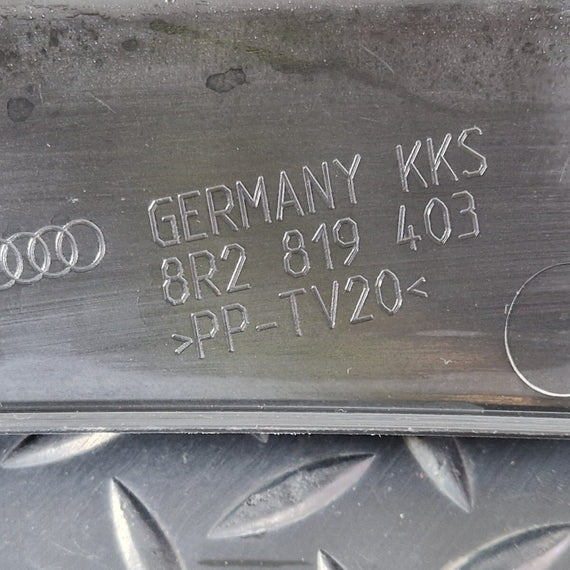 GERMANY KKS
8R2 819 403
>PP-TV20<